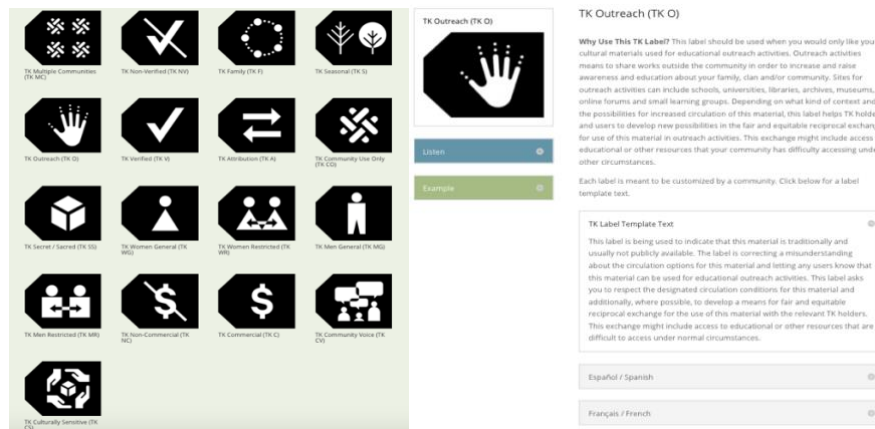 TK Multiple Communities
(TK MC)
TK Non-Verified (TK NV)
TK Family (TK F)
TK Seasonal (TK S)
TK Outreach (TK O)
TK Verified (TK V)
TK Attribution (TK A)
TK Community Use Only
(TK CO)
TK Secret / Sacred (TK SS)
TK Women General (TK
WG)
TK Women Restricted (TK
WR)
TK Men General (TK MG)
TK Men Restricted (TK MR)
TK Non-Commercial (TK
NC)
TK Commercial (TK C)
TK Community Voice (TK
CV)
TK Culturally Sensitive (TK
CS)
TK Outreach (TK O)
Listen
Example
TK Outreach (TK O)
Why Use This TK Label? This label should be used when you would only like you
cultural materials used for educational outreach activities. Outreach activities
means to share works outside the community in order to increase and raise
awareness and education about your family, clan and/or community. Sites for
outreach activities can include schools, universities, libraries, archives, museums,
online forums and small learning groups. Depending on what kind of context and
the possibilities for increased circulation of this material, this label helps TK holde
and users to develop new possibilities in the fair and equitable reciprocal exchan
for use of this material in outreach activities. This exchange might include access
educational or other resources that your community has difficulty accessing unde
other circumstances.
Each label is meant to be customized by a community. Click below for a label
template text.
TK Label Template Text
This label is being used to indicate that this material is traditionally and
usually not publicly available. The label is correcting a misunderstanding
about the circulation options for this material and letting any users know that
this material can be used for educational outreach activities. This label asks
you to respect the designated circulation conditions for this material and
additionally, where possible, to develop a means for fair and equitable
reciprocal exchange for the use of this material with the relevant TK holders.
This exchange might include access to educational or other resources that are
difficult to access under normal circumstances.
Español / Spanish
Français / French